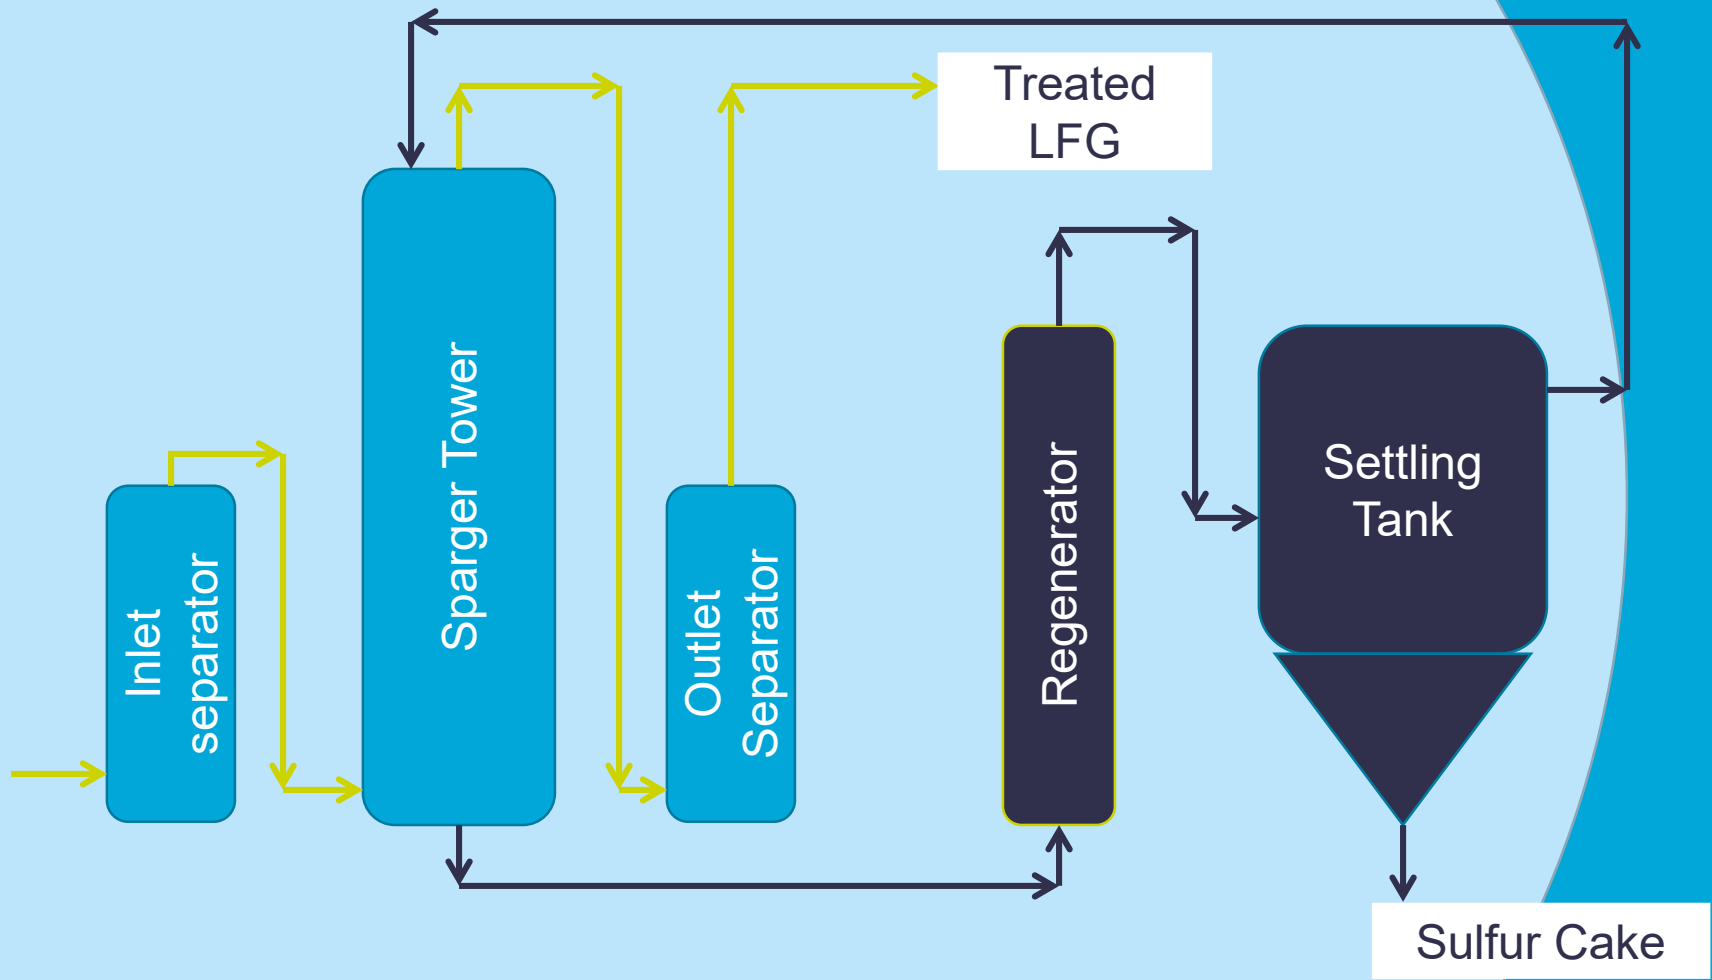 Treated
LFG
Sparger Tower
Inlet
separator
Outlet
Separator
Regenerator
Settling
Tank
Sulfur Cake